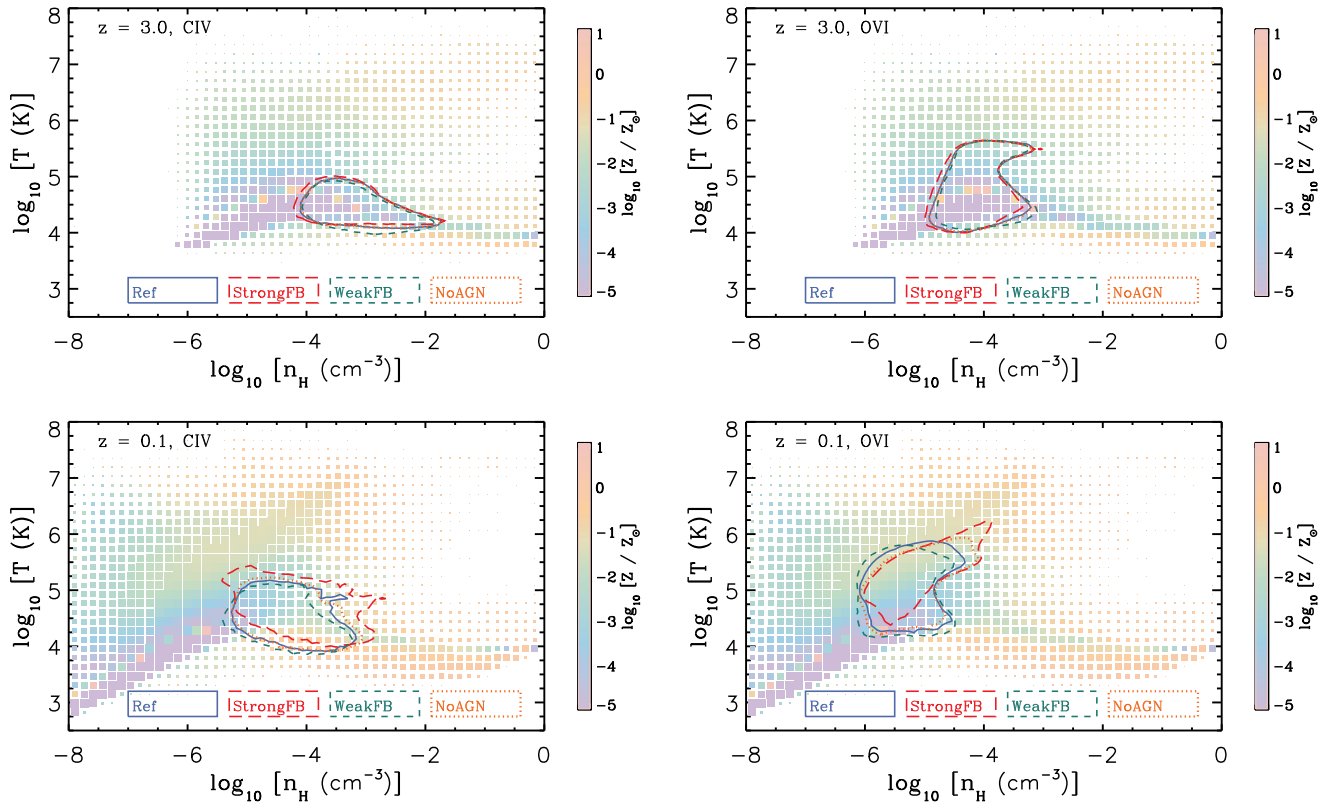 z = 3.0, CIV
8
7
6
5
4
3
log₁₀ [T (K)]
Ref
StrongFB
WeakFB
NoAGN
-8
-6
-4
-2
0
log₁₀ [n_H (cm⁻³)]
1
0
-1
-2
-3
-4
-5
log₁₀ [Z / Z⊙]
z = 3.0, OVI
8
7
6
5
4
3
log₁₀ [T (K)]
Ref
StrongFB
WeakFB
NoAGN
-8
-6
-4
-2
0
log₁₀ [n_H (cm⁻³)]
1
0
-1
-2
-3
-4
-5
log₁₀ [Z / Z⊙]
z = 0.1, CIV
8
7
6
5
4
3
log₁₀ [T (K)]
Ref
StrongFB
WeakFB
NoAGN
-8
-6
-4
-2
0
log₁₀ [n_H (cm⁻³)]
1
0
-1
-2
-3
-4
-5
log₁₀ [Z / Z⊙]
z = 0.1, OVI
8
7
6
5
4
3
log₁₀ [T (K)]
Ref
StrongFB
WeakFB
NoAGN
-8
-6
-4
-2
0
log₁₀ [n_H (cm⁻³)]
1
0
-1
-2
-3
-4
-5
log₁₀ [Z / Z⊙]